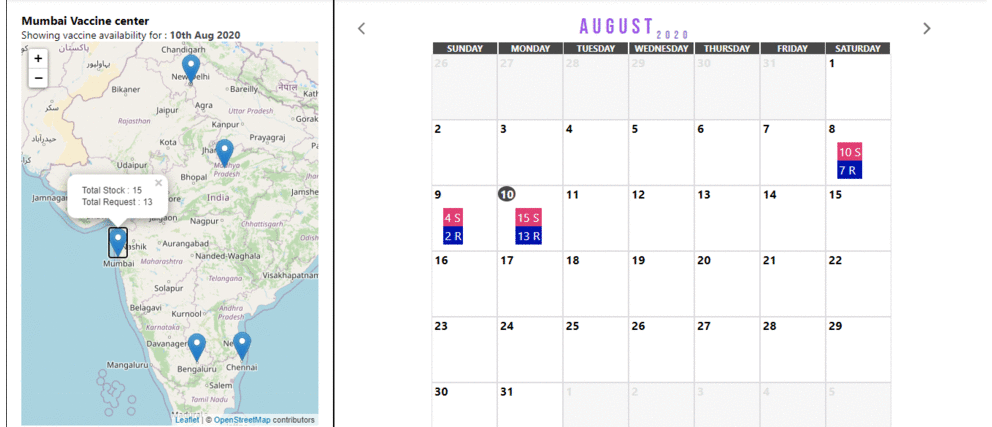 Mumbai Vaccine center
Showing vaccine availability for : 10th Aug 2020
+
−
پاکستان
Chandigarh
بہاولپور
New Delhi
Bareilly
नेपाल
Bikaner
سکر
Agra
Kath
Jaipur
Uttar Pradesh
Gorak
Rajasthan
Kanpur
حیدرآباد
Kota
Jha
Prayagraj
Udaipur
Madhya Pradesh
Bhopal
×
Total Stock : 15
Total Request : 13
Jamnagar
India
Jamshe
Jalgaon
Nagpur
Chhattisgarh
Nashik
Aurangabad
Odish
Mumbai
Maharashtra
Nanded-Waghala
Telangana
Visakhapatnam
Solapur
Belagavi
Kurnool
Andhra Pradesh
Karnataka
Davanager
Ne
Mangaluru
Bengaluru
Chennai
Salem
Tamil Nadu
Madurai
Leaflet | © OpenStreetMap contributors
AUGUST 2020
SUNDAY MONDAY TUESDAY WEDNESDAY THURSDAY FRIDAY SATURDAY
26 27 28 29 30 31 1
2 3 4 5 6 7 8
10 S
7 R
9 10 11 12 13 14 15
4 S 15 S
2 R 13 R
16 17 18 19 20 21 22
23 24 25 26 27 28 29
30 31 1 2 3 4 5